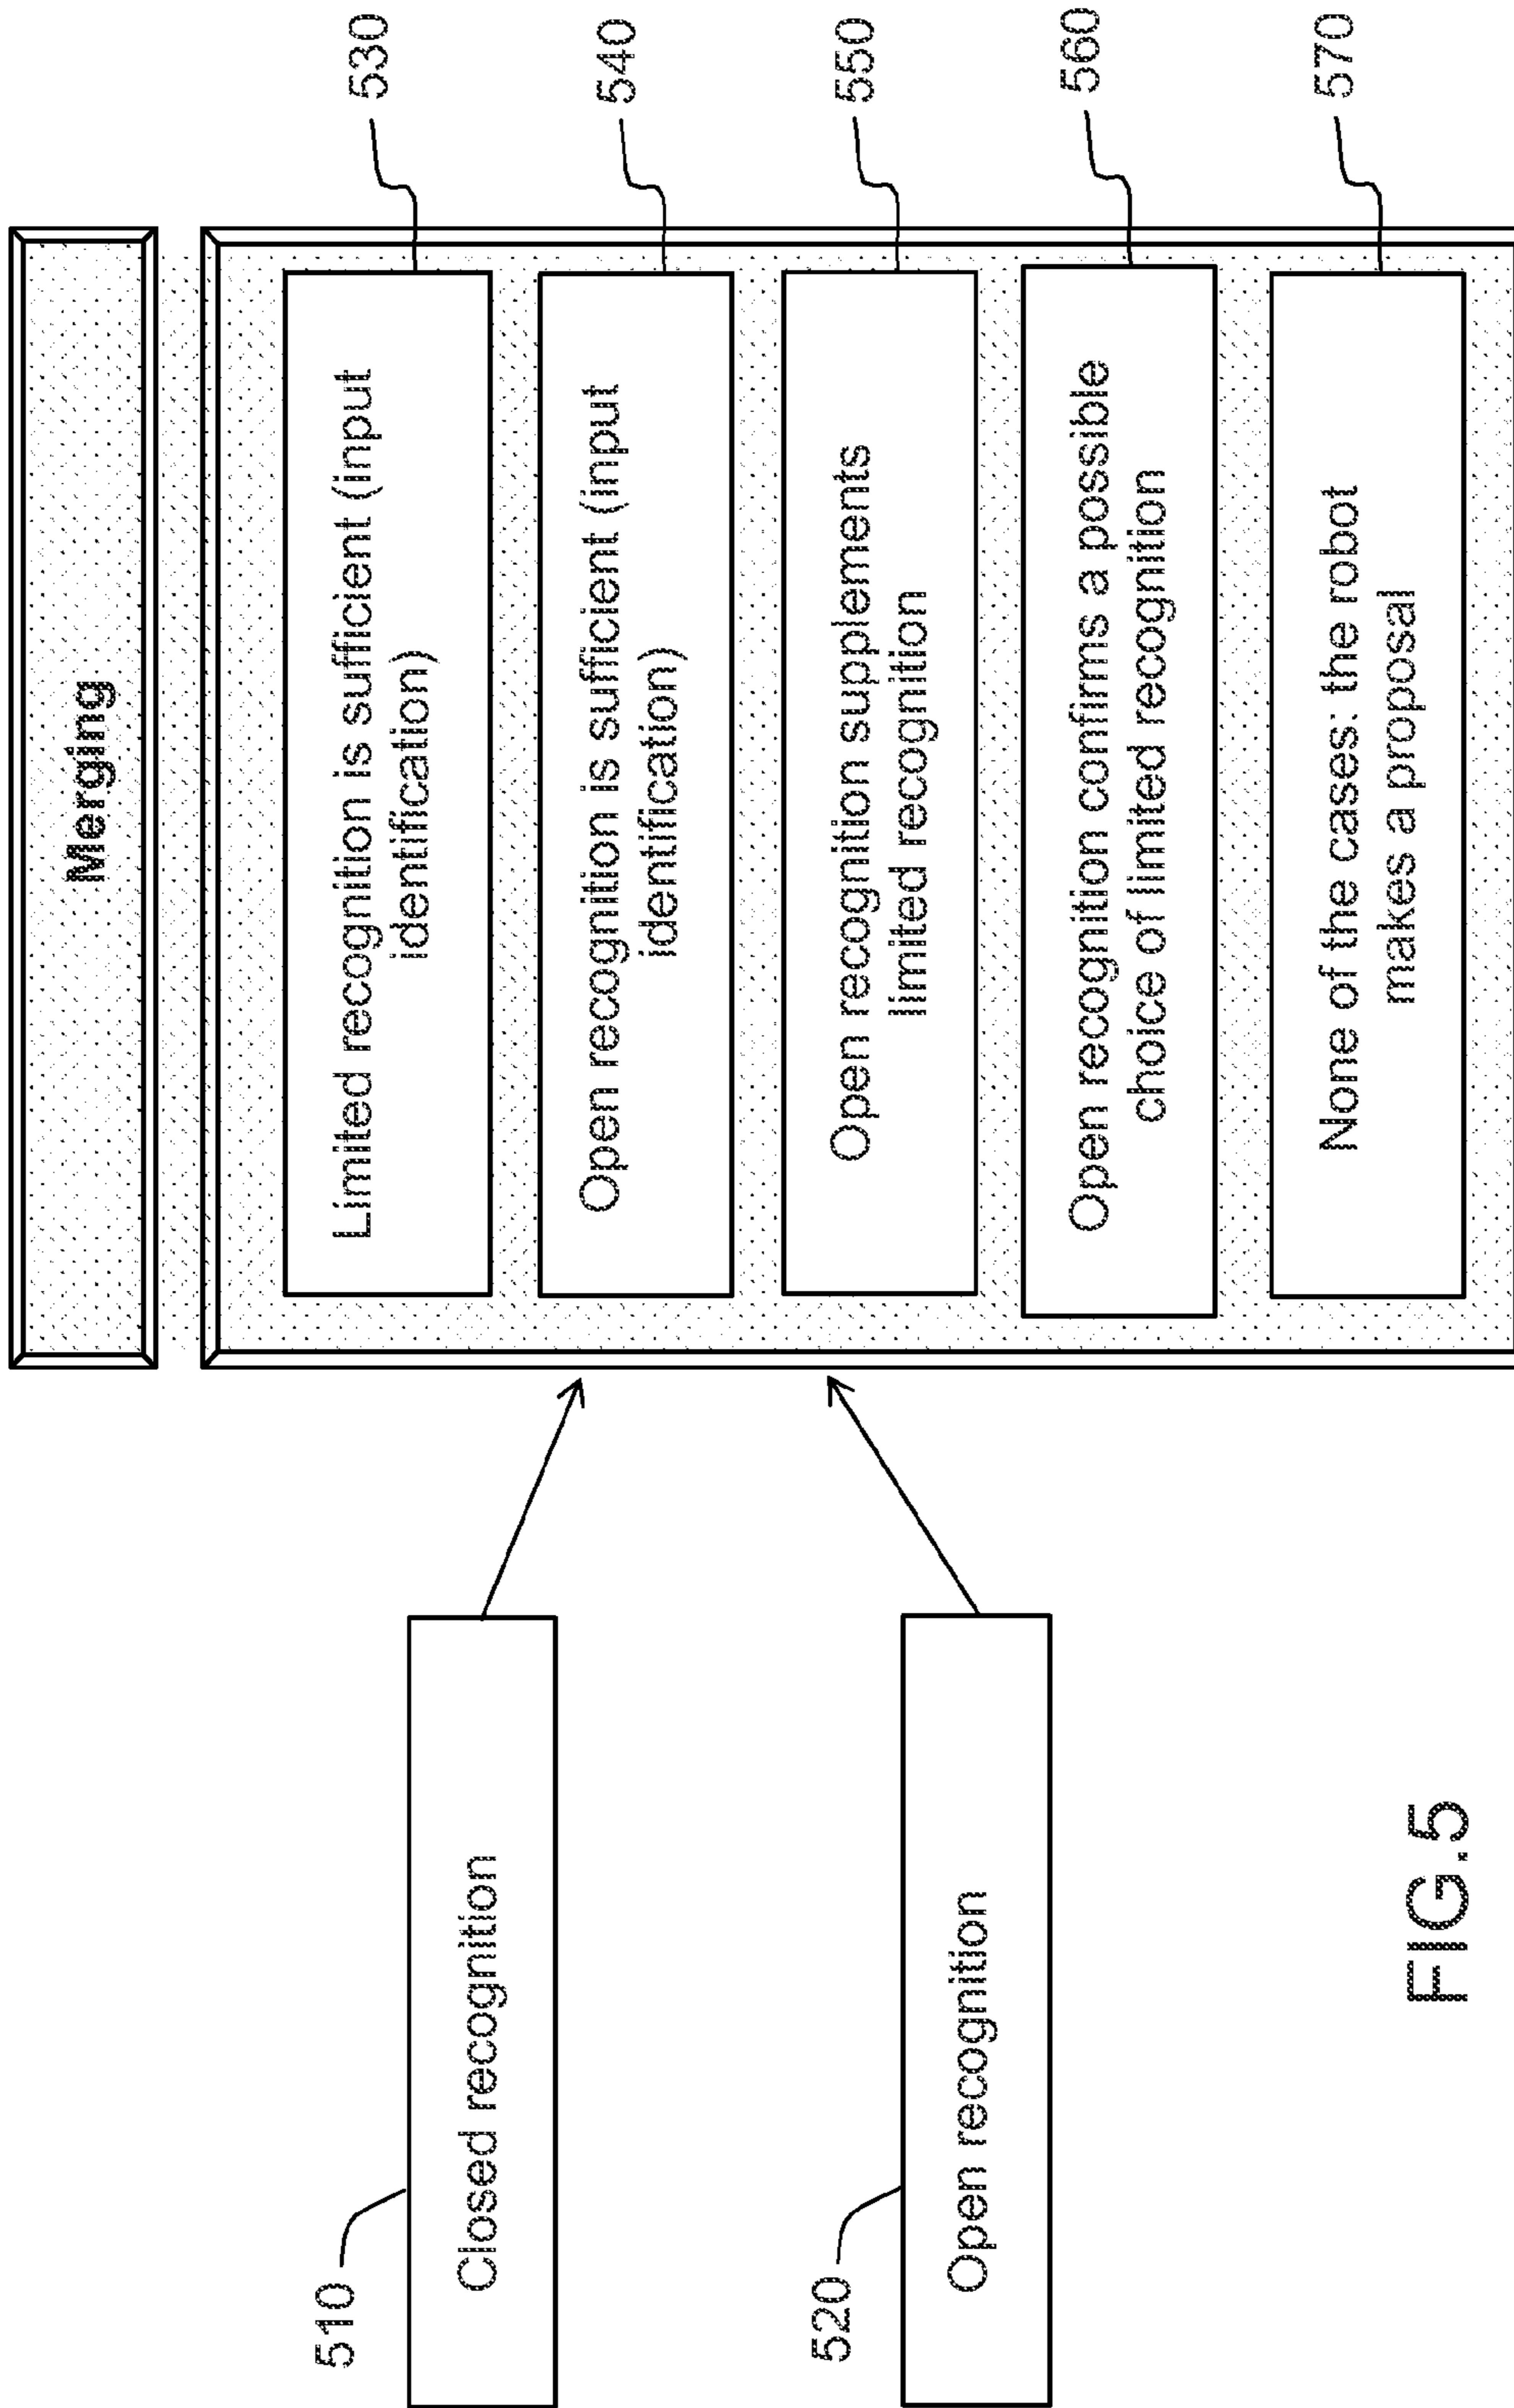 Merging
510
Closed recognition
520
Open recognition
Limited recognition is sufficient (input
identification)
530
Open recognition is sufficient (input
identification)
540
Open recognition supplements
limited recognition
550
Open recognition confirms a possible
choice of limited recognition
560
None of the cases: the robot
makes a proposal
570
FIG.5